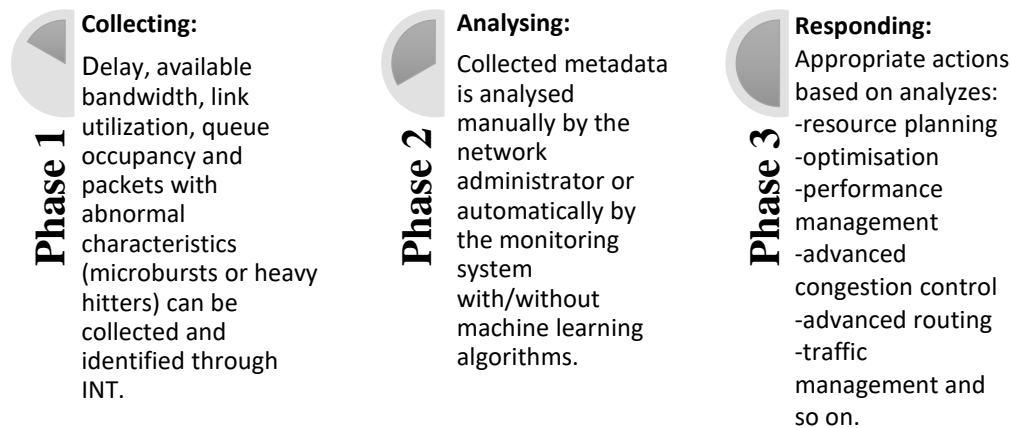 Phase 1
Collecting:
Delay, available
bandwidth, link
utilization, queue
occupancy and
packets with
abnormal
characteristics
(microbursts or heavy
hitters) can be
collected and
identified through
INT.
Phase 2
Analysing:
Collected metadata
is analysed
manually by the
network
administrator or
automatically by
the monitoring
system
with/without
machine learning
algorithms.
Phase 3
Responding:
Appropriate actions
based on analyzes:
-resource planning
-optimisation
-performance
management
-advanced
congestion control
-advanced routing
-traffic
management and
so on.